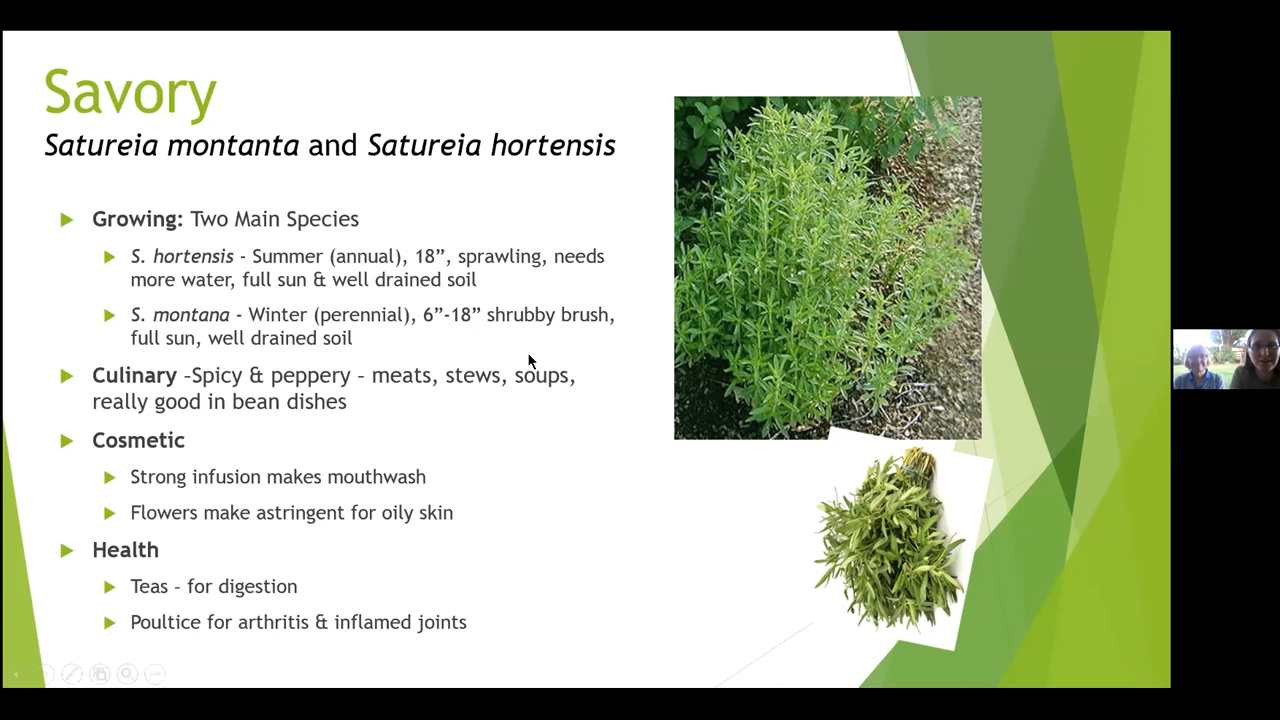 Savory
Satureia montanta and Satureia hortensis
Growing: Two Main Species
S. hortensis - Summer (annual), 18”, sprawling, needs
more water, full sun & well drained soil
S. montana - Winter (perennial), 6”-18” shrubby brush,
full sun, well drained soil
Culinary –Spicy & peppery – meats, stews, soups,
really good in bean dishes
Cosmetic
Strong infusion makes mouthwash
Flowers make astringent for oily skin
Health
Teas – for digestion
Poultice for arthritis & inflamed joints